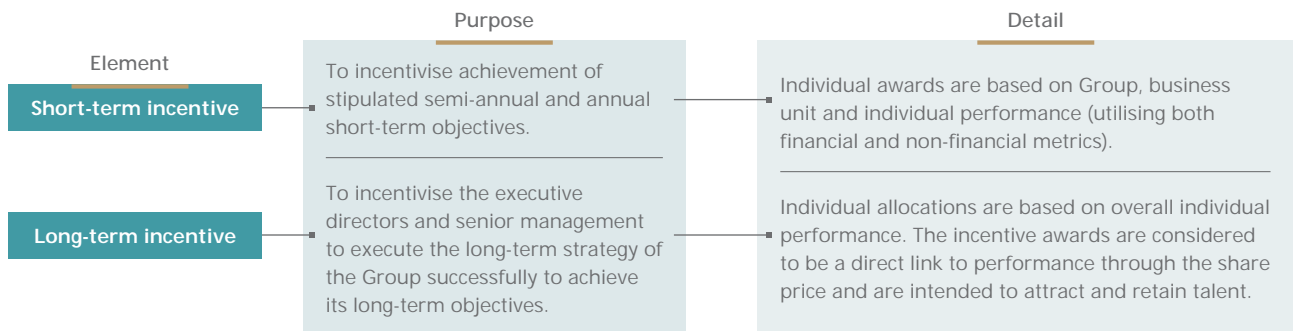 Purpose
Detail
Element
Short-term incentive
To incentivise achievement of
stipulated semi-annual and annual
short-term objectives.
Individual awards are based on Group, business
unit and individual performance (utilising both
financial and non-financial metrics).
Long-term incentive
To incentivise the executive
directors and senior management
to execute the long-term strategy of
the Group successfully to achieve
its long-term objectives.
Individual allocations are based on overall individual
performance. The incentive awards are considered
to be a direct link to performance through the share
price and are intended to attract and retain talent.